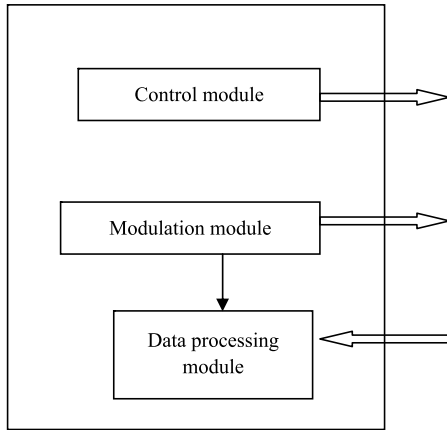 Control module
Modulation module
Data processing
module